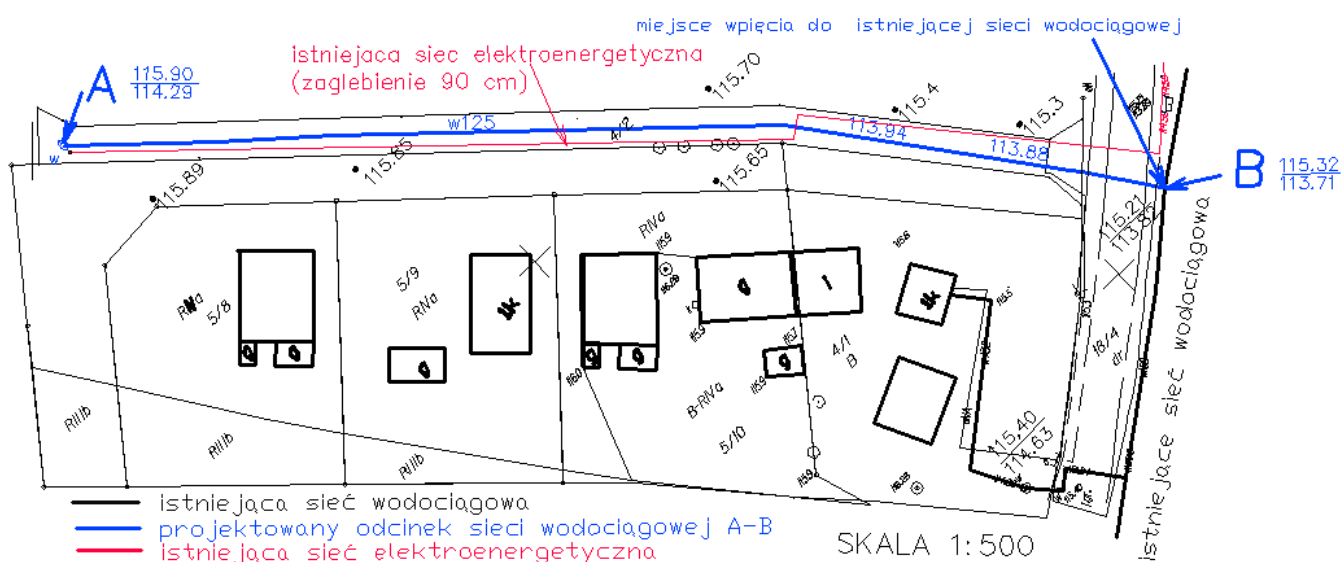 miejsce wpięcia do istniejącej sieci wodociągowej
istniejaca siec elektroenergetyczna
(zaglebienie 90 cm)
A
115.90
114.29
115.70
115.4
115.3
w125
4/2
113.94
113.88
w
B
115.32
113.71
115.89
115.85
115.65
115.21
113.82
RIVa
5/8
5/9
RIVa
RIVa
4/1
B
18/4
dr
B-RIVa
5/10
RIIIb
RIIIb
RIIIb
115,40
114.63
istniejące sieć wodociągowa
istniejąca sieć wodociągowa
projektowany odcinek sieci wodociągowej A-B
istniejąca sieć elektroenergetyczna
SKALA 1:500